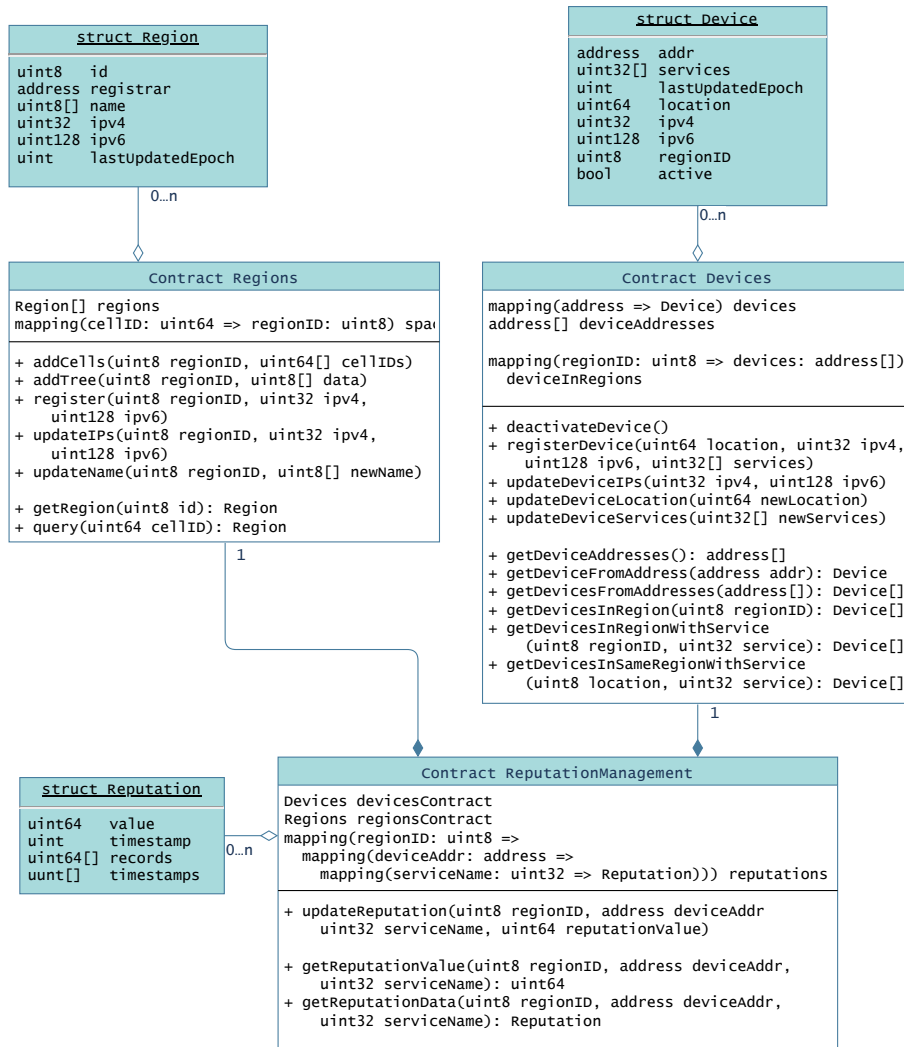 struct Region
uint8 id
address registrar
uint8[] name
uint32 ipv4
uint128 ipv6
uint lastUpdatedEpoch
0…n
struct Device
address addr
uint32[] services
uint lastUpdatedEpoch
uint64 location
uint32 ipv4
uint128 ipv6
uint8 regionID
bool active
0…n
Contract Regions
Region[] regions
mapping(cellID: uint64 => regionID: uint8)
+ addCells(uint8 regionID, uint64[] cellIDs)
+ addTree(uint8 regionID, uint8[] data)
+ register(uint8 regionID, uint32 ipv4,
uint128 ipv6)
+ updateIPs(uint8 regionID, uint32 ipv4,
uint128 ipv6)
+ updateName(uint8 regionID, uint8[] newName)
+ getRegion(uint8 id): Region
+ query(uint64 cellID): Region
1
Contract Devices
mapping(address => Device) devices
address[] deviceAddresses
mapping(regionID: uint8 => devices: address[])
deviceInRegions
+ deactivateDevice()
+ registerDevice(uint64 location, uint32 ipv4,
uint128 ipv6, uint32[] services)
+ updateDeviceIPs(uint32 ipv4, uint128 ipv6)
+ updateDeviceLocation(uint64 newLocation)
+ updateDeviceServices(uint32[] newServices)
+ getDeviceAddresses(): address[]
+ getDeviceFromAddress(address addr): Device
+ getDevicesFromAddresses(address[]): Device[]
+ getDevicesInRegion(uint8 regionID): Device[]
+ getDevicesInRegionWithService
(uint8 regionID, uint32 service): Device[]
+ getDevicesInSameRegionWithService
(uint8 location, uint32 service): Device[]
1
struct Reputation
uint64 value
uint timestamp
uint64[] records
uunt[] timestamps
0…n
Contract ReputationManagement
Devices devicesContract
Regions regionsContract
mapping(regionID: uint8 =>
mapping(deviceAddr: address =>
mapping(serviceName: uint32 => Reputation))) reputations
+ updateReputation(uint8 regionID, address deviceAddr
uint32 serviceName, uint64 reputationValue)
+ getReputationValue(uint8 regionID, address deviceAddr,
uint32 serviceName): uint64
+ getReputationData(uint8 regionID, address deviceAddr,
uint32 serviceName): Reputation